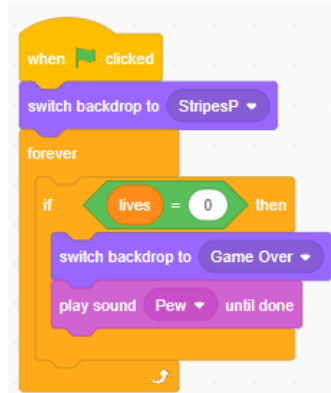 when clicked
switch backdrop to StripesP
forever
if lives = 0 then
switch backdrop to Game Over
play sound Pew until done